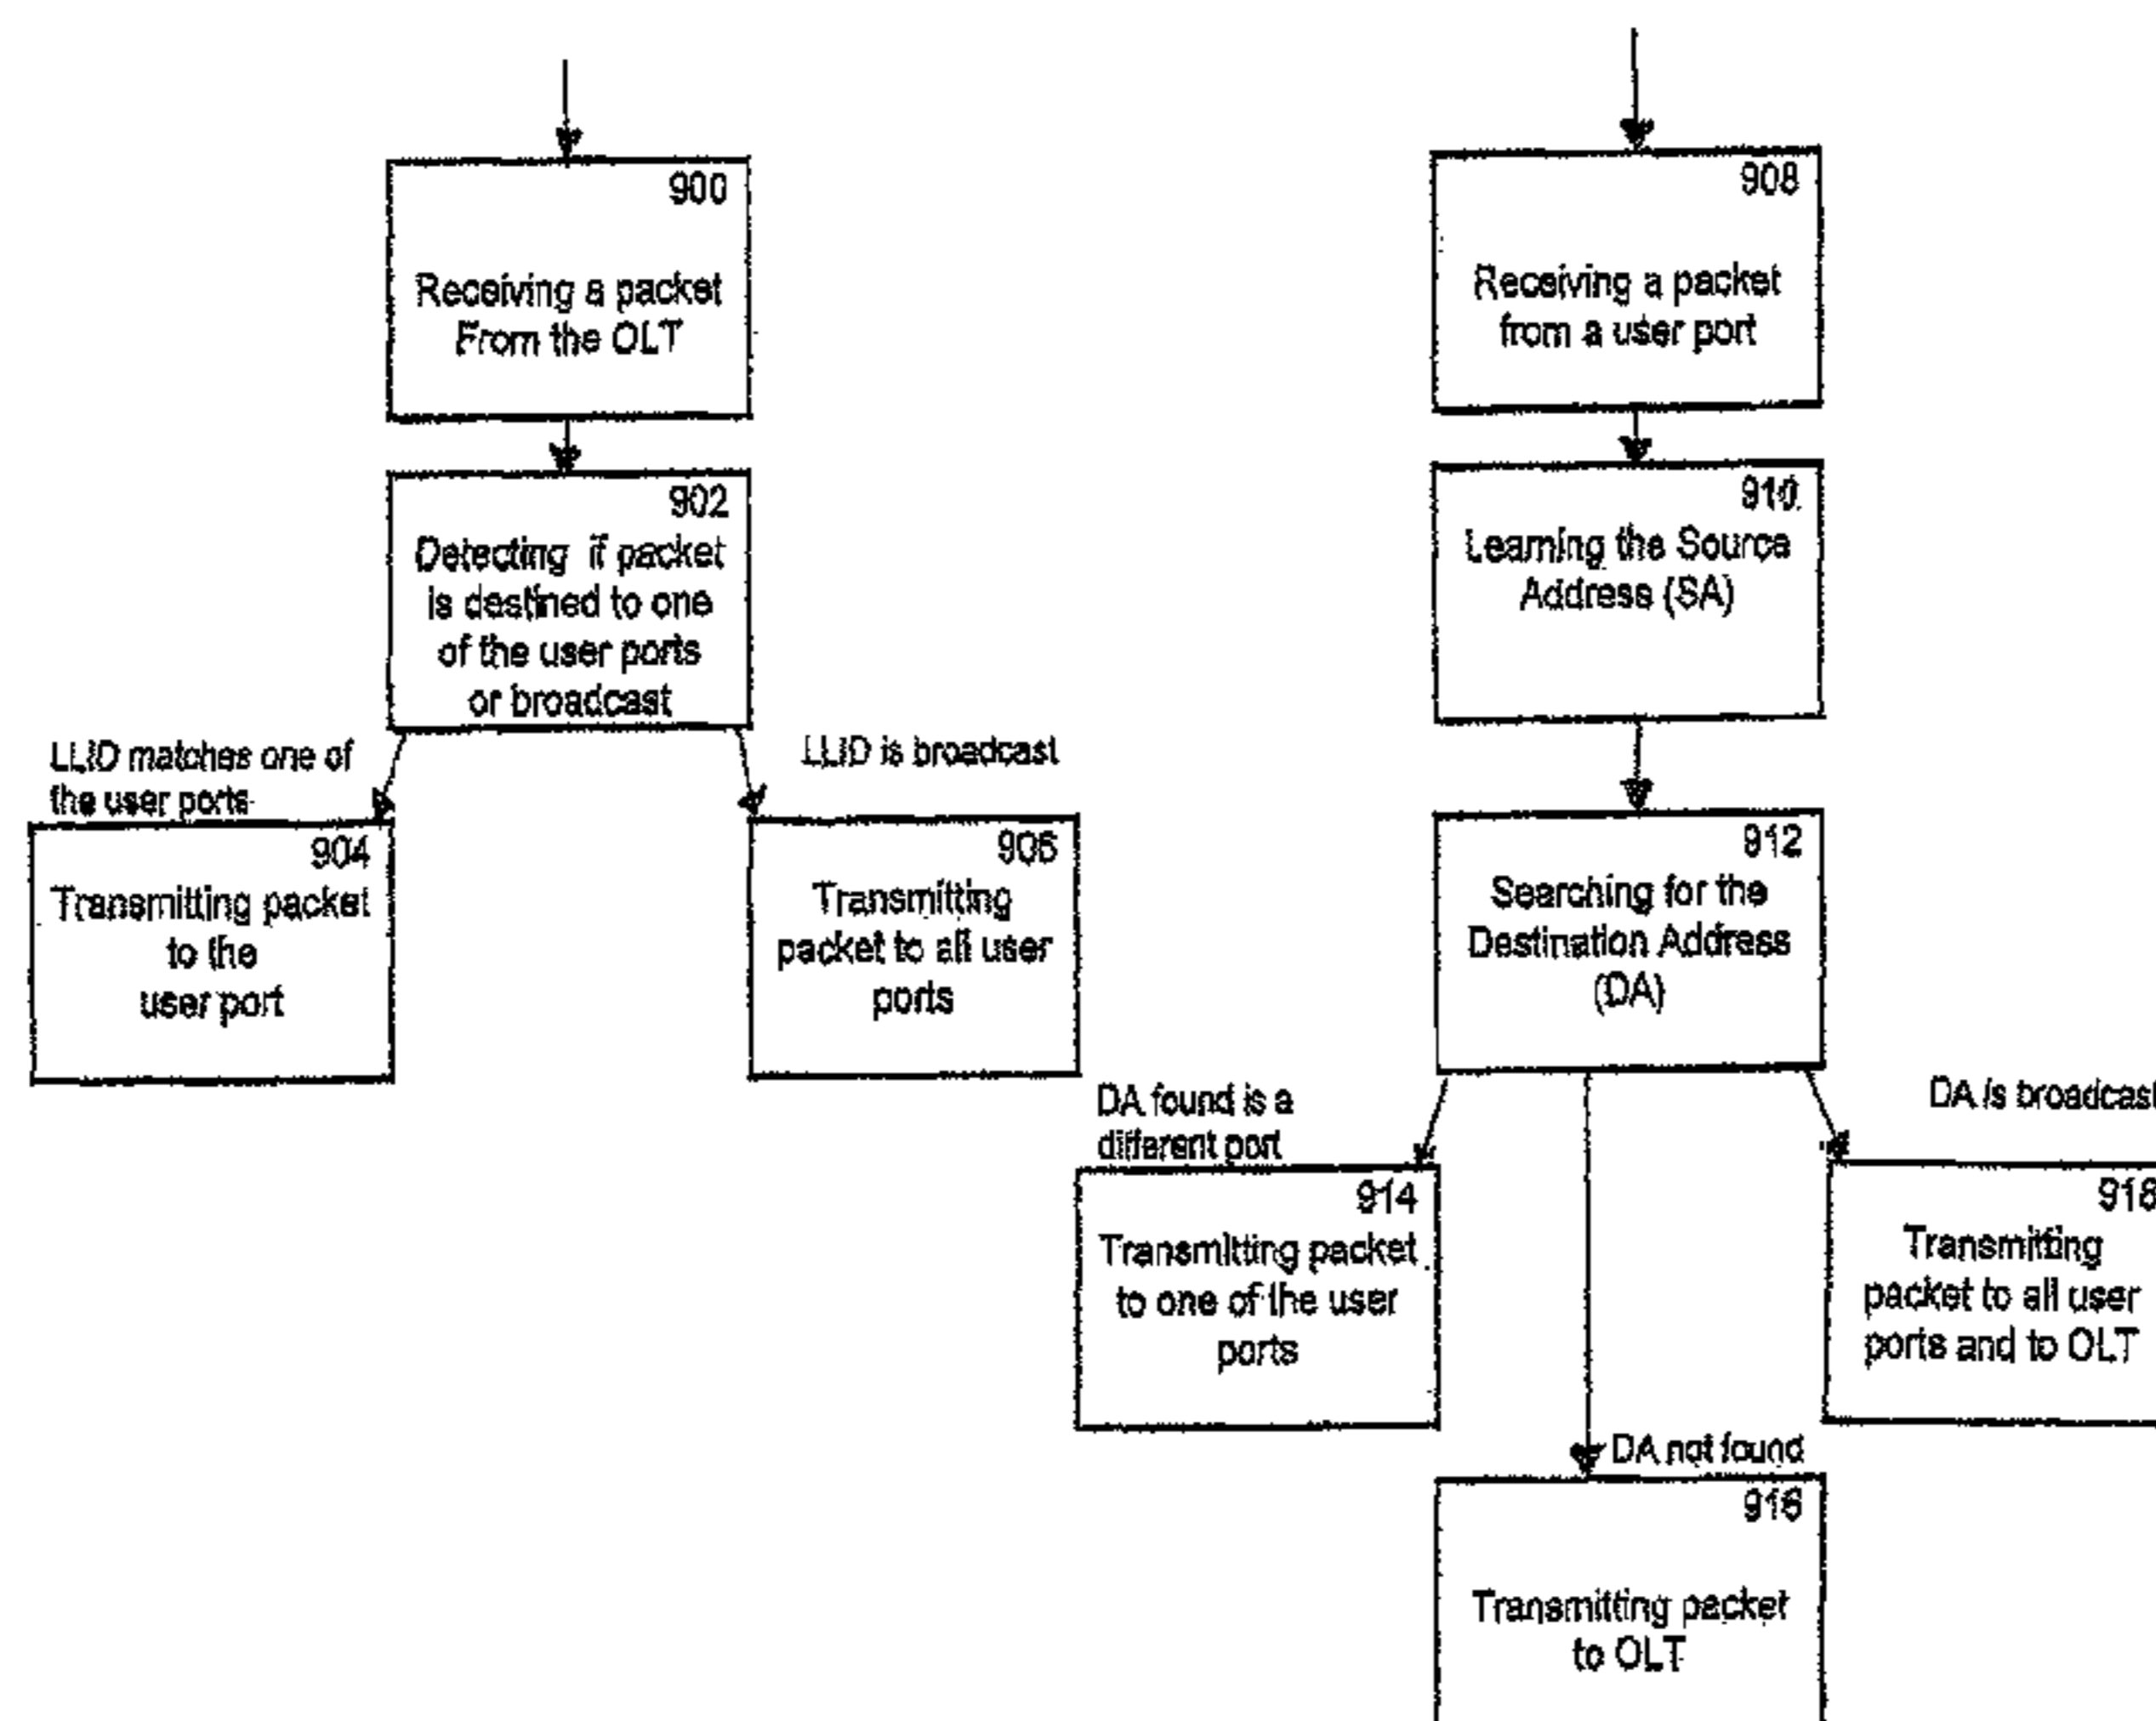 900
Receiving a packet
From the OLT
902
Detecting if packet
is destined to one
of the user ports
or broadcast
LLID matches one of
the user ports
904
Transmitting packet
to the
user port
LLID is broadcast
906
Transmitting
packet to all user
ports
908
Receiving a packet
from a user port
910
Learning the Source
Address (SA)
912
Searching for the
Destination Address
(DA)
DA found is a
different port
914
Transmitting packet
to one of the user
ports
DA not found
916
Transmitting packet
to OLT
DA is broadcast
918
Transmitting
packet to all user
ports and to OLT